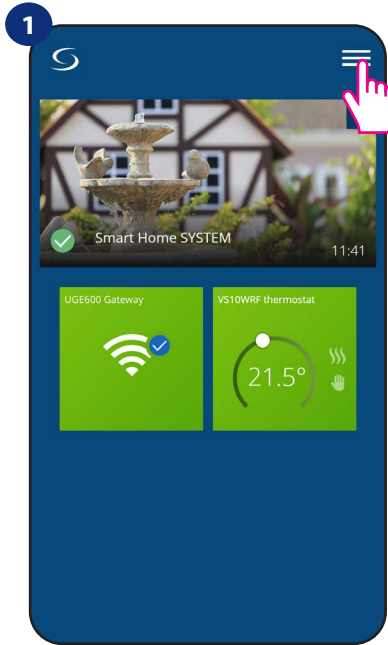 1
Smart Home SYSTEM
11:41
UGE600 Gateway
VS10WRF thermostat
21.5°